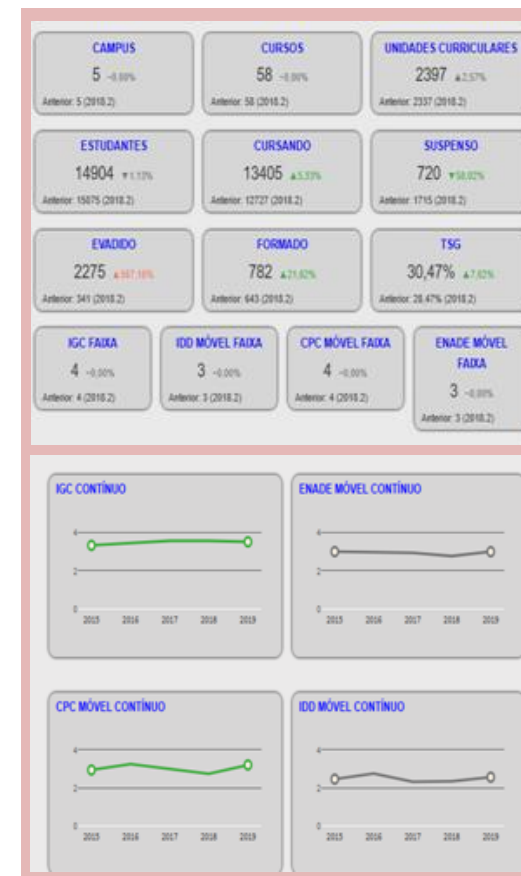 CAMPUS
5 ~0,00%
Anterior: 5 (2018.2)
CURSOS
58 ~0,00%
Anterior: 58 (2018.2)
UNIDADES CURRICULARES
2397 ▲2,57%
Anterior: 2337 (2018.2)
ESTUDANTES
14904 ▼1,13%
Anterior: 15075 (2018.2)
CURSANDO
13405 ▲5,33%
Anterior: 12727 (2018.2)
SUSPENSO
720 ▼58,02%
Anterior: 1715 (2018.2)
EVADIDO
2275 ▲567,16%
Anterior: 341 (2018.2)
FORMADO
782 ▲21,62%
Anterior: 643 (2018.2)
TSG
30,47% ▲7,02%
Anterior: 28.47% (2018.2)
IGC FAIXA
4 ~0,00%
Anterior: 4 (2018.2)
IDD MÓVEL FAIXA
3 ~0,00%
Anterior: 3 (2018.2)
CPC MÓVEL FAIXA
4 ~0,00%
Anterior: 4 (2018.2)
ENADE MÓVEL
FAIXA
3 ~0,00%
Anterior: 3 (2018.2)
IGC CONTÍNUO
4
2
0
2015 2016 2017 2018 2019
ENADE MÓVEL CONTÍNUO
4
2
0
2015 2016 2017 2018 2019
CPC MÓVEL CONTÍNUO
4
2
0
2015 2016 2017 2018 2019
IDD MÓVEL CONTÍNUO
4
2
0
2015 2016 2017 2018 2019